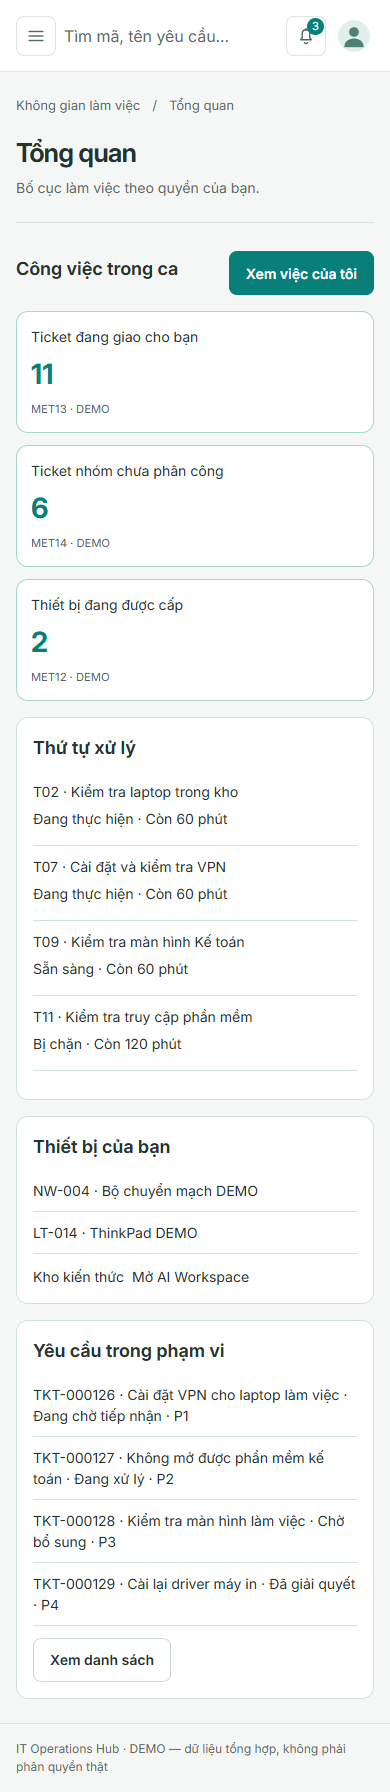 Tìm mã, tên yêu cầu...
3
Không gian làm việc / Tổng quan
Tổng quan
Bố cục làm việc theo quyền của bạn.
Công việc trong ca
Xem việc của tôi
Ticket đang giao cho bạn
11
MET13 · DEMO
Ticket nhóm chưa phân công
6
MET14 · DEMO
Thiết bị đang được cấp
2
MET12 · DEMO
Thứ tự xử lý
T02 · Kiểm tra laptop trong kho
Đang thực hiện · Còn 60 phút
T07 · Cài đặt và kiểm tra VPN
Đang thực hiện · Còn 60 phút
T09 · Kiểm tra màn hình Kế toán
Sẵn sàng · Còn 60 phút
T11 · Kiểm tra truy cập phần mềm
Bị chặn · Còn 120 phút
Thiết bị của bạn
NW-004 · Bộ chuyển mạch DEMO
LT-014 · ThinkPad DEMO
Kho kiến thức Mở AI Workspace
Yêu cầu trong phạm vi
TKT-000126 · Cài đặt VPN cho laptop làm việc ·
Đang chờ tiếp nhận · P1
TKT-000127 · Không mở được phần mềm kế
toán · Đang xử lý · P2
TKT-000128 · Kiểm tra màn hình làm việc · Chờ
bổ sung · P3
TKT-000129 · Cài lại driver máy in · Đã giải quyết
· P4
Xem danh sách
IT Operations Hub · DEMO — dữ liệu tổng hợp, không phải
phân quyền thật